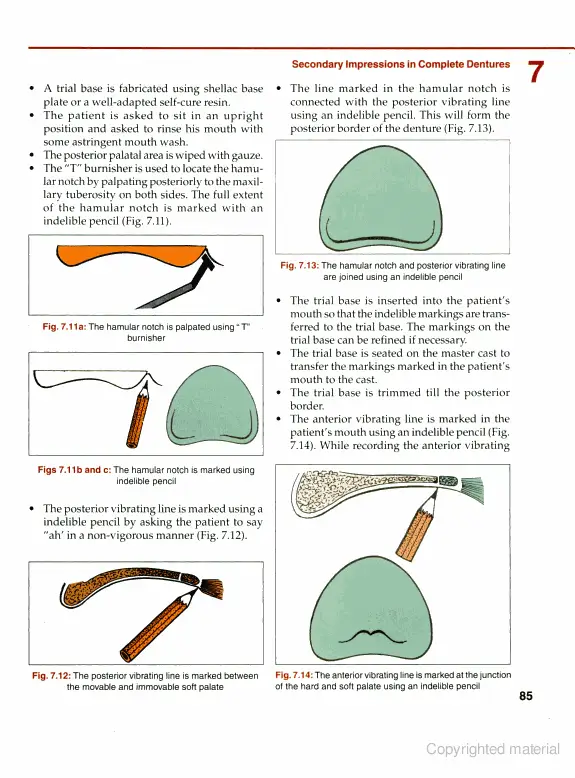 Secondary Impressions in Complete Dentures
7
• A trial base is fabricated using shellac base
plate or a well-adapted self-cure resin.
• The patient is asked to sit in an upright
position and asked to rinse his mouth with
some astringent mouth wash.
• The posterior palatal area is wiped with gauze.
• The "T" burnisher is used to locate the hamu-
lar notch by palpating posteriorly to the maxil-
lary tuberosity on both sides. The full extent
of the hamular notch is marked with an
indelible pencil (Fig. 7.11).
Fig. 7.11a: The hamular notch is palpated using " T"
burnisher
Figs 7.11b and c: The hamular notch is marked using
indelible pencil
• The posterior vibrating line is marked using a
indelible pencil by asking the patient to say
"ah' in a non-vigorous manner (Fig. 7.12).
Fig. 7.12: The posterior vibrating line is marked between
the movable and immovable soft palate
• The line marked in the hamular notch is
connected with the posterior vibrating line
using an indelible pencil. This will form the
posterior border of the denture (Fig. 7.13).
Fig. 7.13: The hamular notch and posterior vibrating line
are joined using an indelible pencil
• The trial base is inserted into the patient's
mouth so that the indelible markings are trans-
ferred to the trial base. The markings on the
trial base can be refined if necessary.
• The trial base is seated on the master cast to
transfer the markings marked in the patient's
mouth to the cast.
• The trial base is trimmed till the posterior
border.
• The anterior vibrating line is marked in the
patient's mouth using an indelible pencil (Fig.
7.14). While recording the anterior vibrating
Fig. 7.14: The anterior vibrating line is marked at the junction
of the hard and soft palate using an indelible pencil
85
Copyrighted material